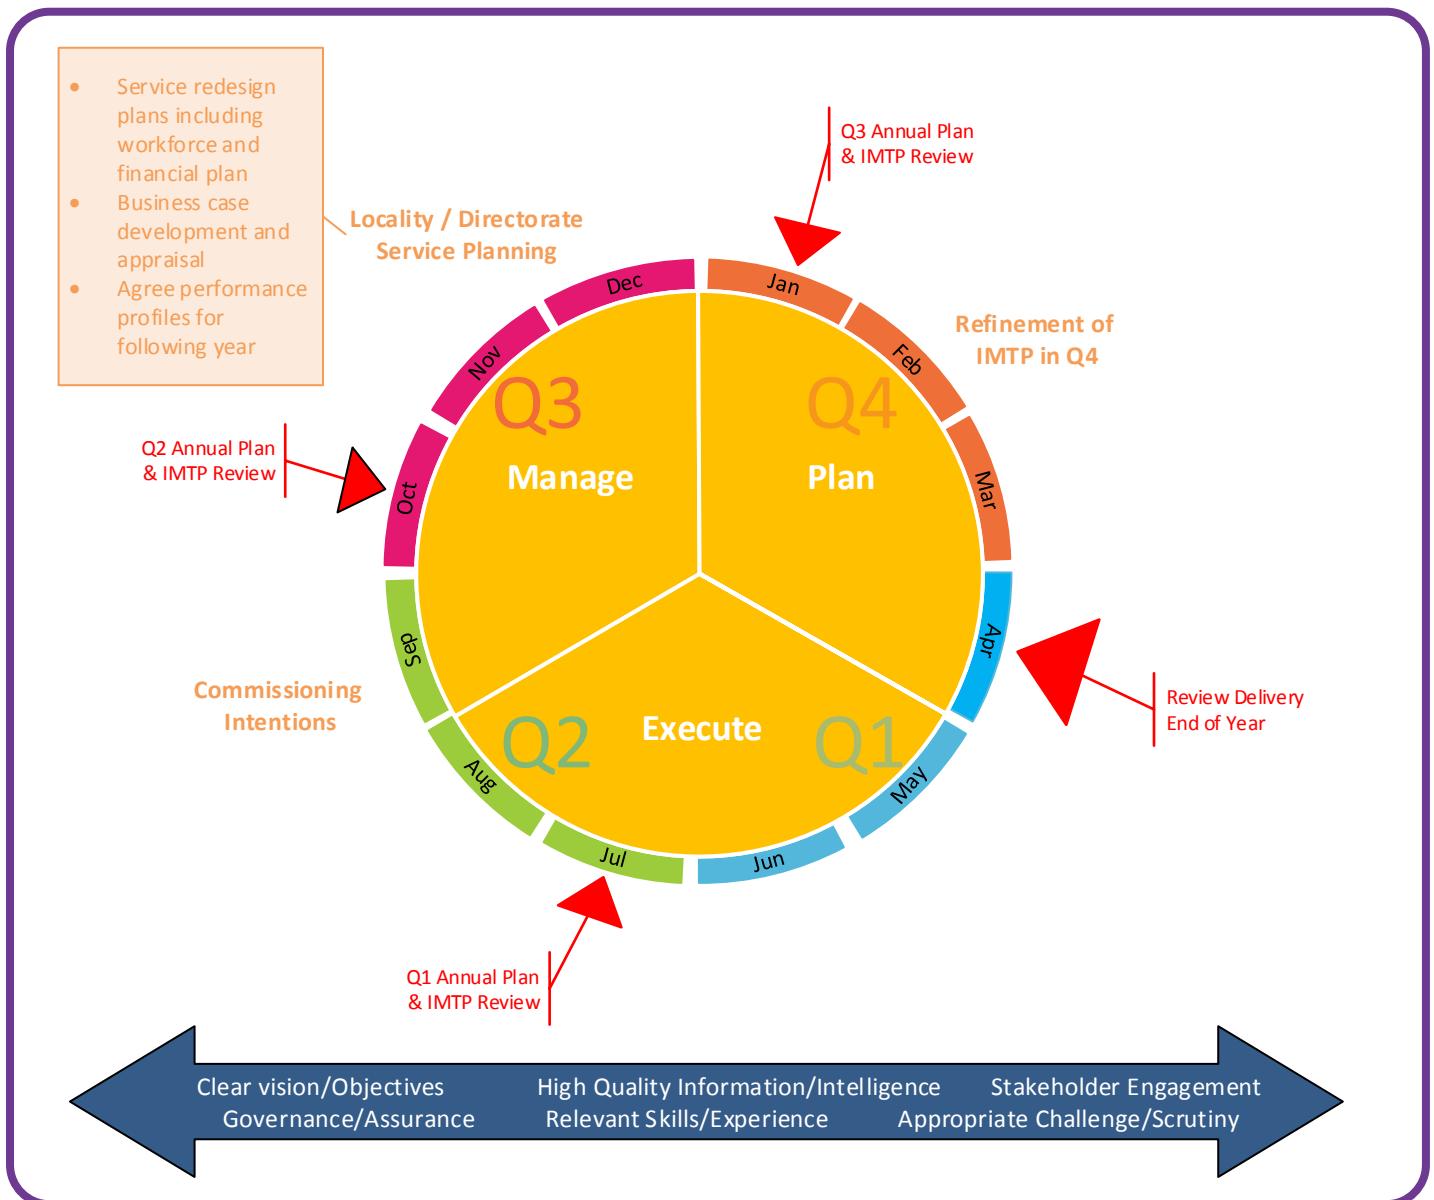 • Service redesign
plans including
workforce and
financial plan
• Business case
development and
appraisal
• Agree performance
profiles for
following year
Locality / Directorate
Service Planning
Q3 Annual Plan
& IMTP Review
Refinement of
IMTP in Q4
Q2 Annual Plan
& IMTP Review
Commissioning
Intentions
Review Delivery
End of Year
Q1 Annual Plan
& IMTP Review
Jan
Feb
Mar
Apr
May
Jun
Jul
Aug
Sep
Oct
Nov
Dec
Q3
Manage
Q4
Plan
Q2
Execute
Q1
Clear vision/Objectives High Quality Information/Intelligence Stakeholder Engagement
Governance/Assurance Relevant Skills/Experience Appropriate Challenge/Scrutiny